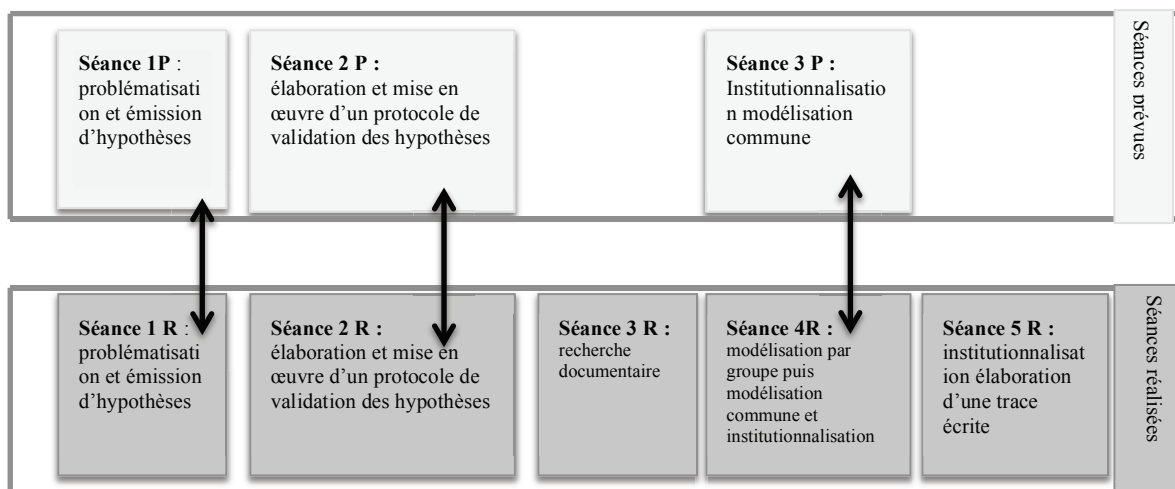 Séance 1P :
problématisati
on et émission
d'hypothèses
Séance 2 P :
élaboration et mise en
œuvre d'un protocole de
validation des hypothèses
Séance 3 P :
Institutionnalisatio
n modélisation
commune
Séances prévues
Séance 1 R :
problématisati
on et émission
d'hypothèses
Séance 2 R :
élaboration et mise en
œuvre d'un protocole de
validation des hypothèses
Séance 3 R :
recherche
documentaire
Séance 4R :
modélisation par
groupe puis
modélisation
commune et
institutionnalisation
Séance 5 R :
institutionnalisat
ion élaboration
d'une trace
écrite
Séances réalisées